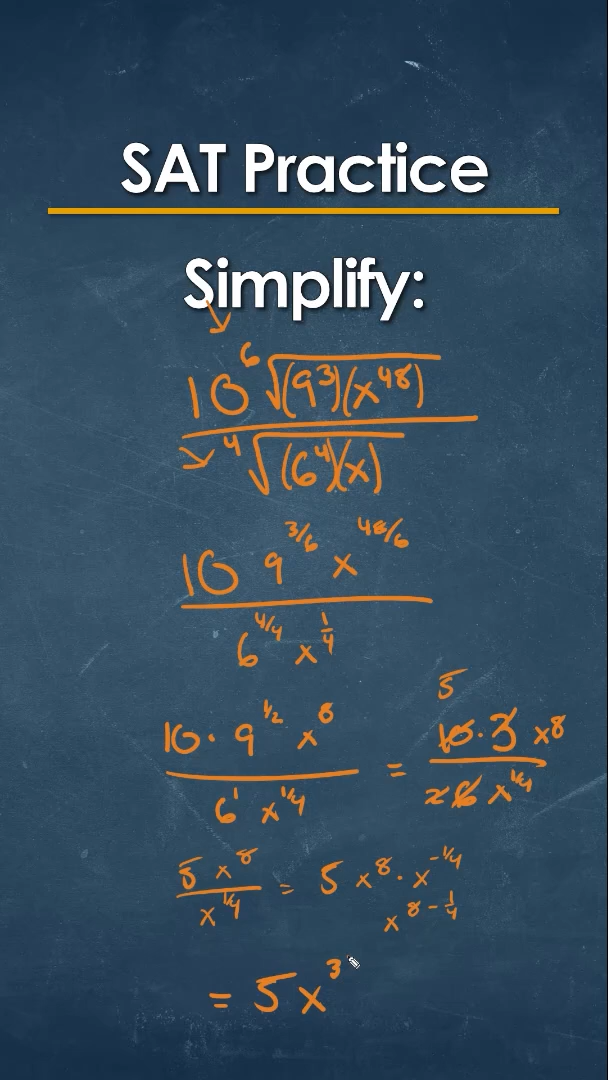 SAT Practice
Simplify:
10 ⁶√(9³)(x⁴⁸)
⁴√(6⁴)(x)
10 9^3/6 x^48/6
6^4/4 x^1/4
5
10 · 9^1/2 x⁸ = 10 · 3 x⁸
6¹ x^1/4 2 6 x^1/4
5 x⁸ = 5 x⁸ · x^-1/4
x^1/4 x^8 - 1/4
= 5 x³